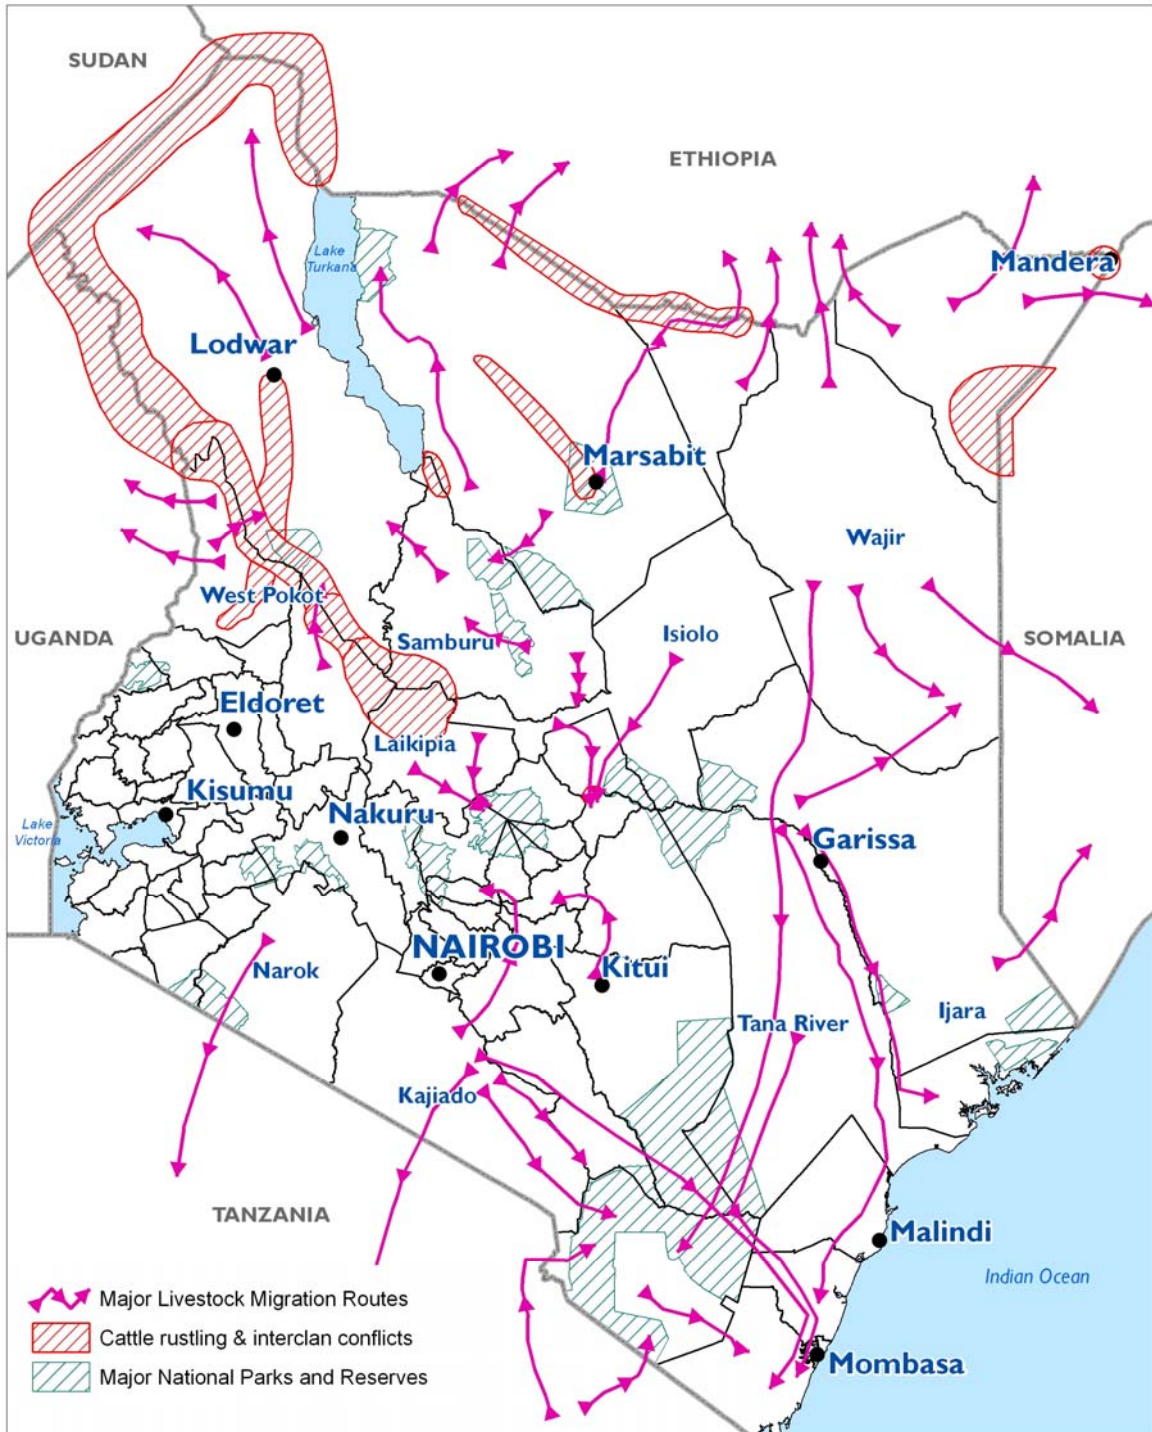 SUDAN
ETHIOPIA
Lake
Turkana
Mandera
Lodwar
Marsabit
Wajir
West Pokot
UGANDA
Samburu
Isiolo
SOMALIA
Eldoret
Laikipia
Kisumu
Nakuru
Lake
Victoria
Garissa
NAIROBI
Kitui
Narok
Ijara
Tana River
Kajiado
TANZANIA
Malindi
Indian Ocean
Major Livestock Migration Routes
Cattle rustling & interclan conflicts
Mombasa
Major National Parks and Reserves